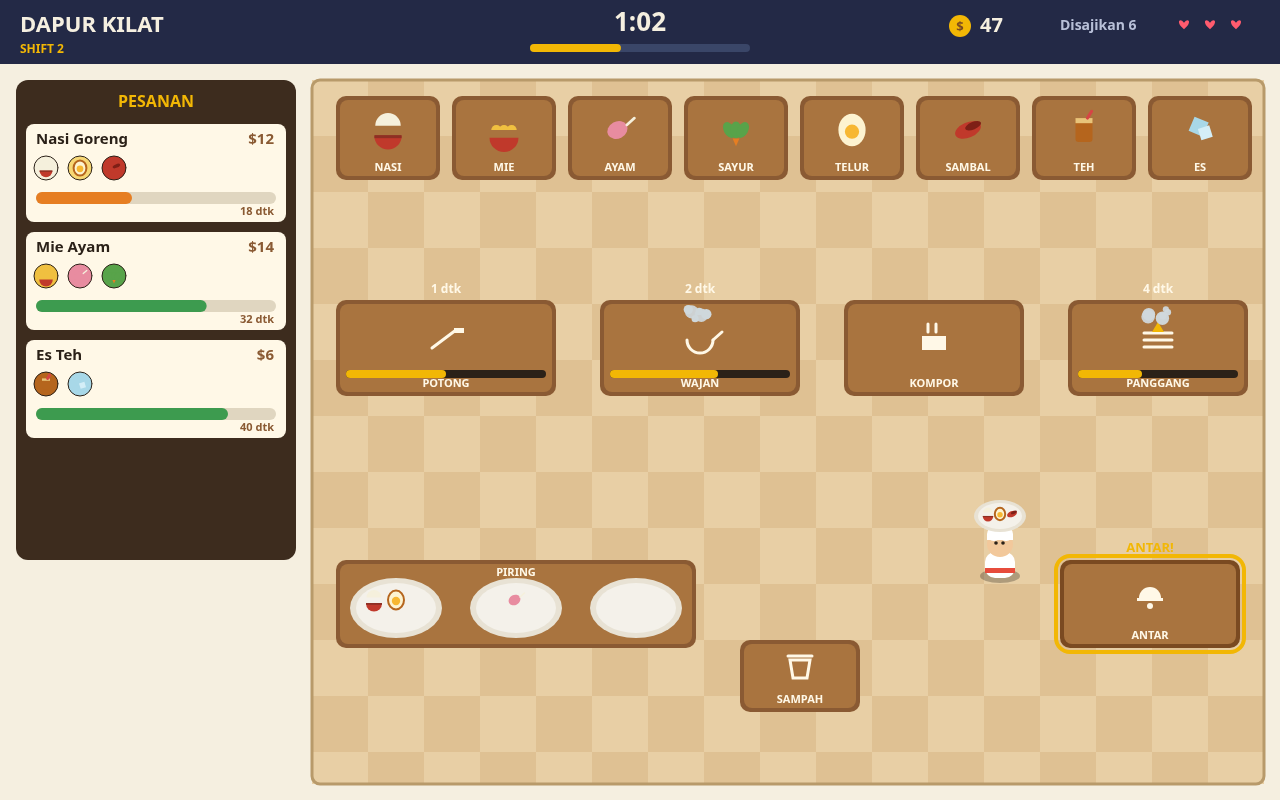 DAPUR KILAT
SHIFT 2
1:02
$ 47
Disajikan 6
PESANAN
Nasi Goreng $12
18 dtk
Mie Ayam $14
32 dtk
Es Teh $6
40 dtk
NASI MIE AYAM SAYUR TELUR SAMBAL TEH ES
1 dtk 2 dtk 4 dtk
POTONG WAJAN KOMPOR PANGGANG
ANTAR!
PIRING
ANTAR
SAMPAH